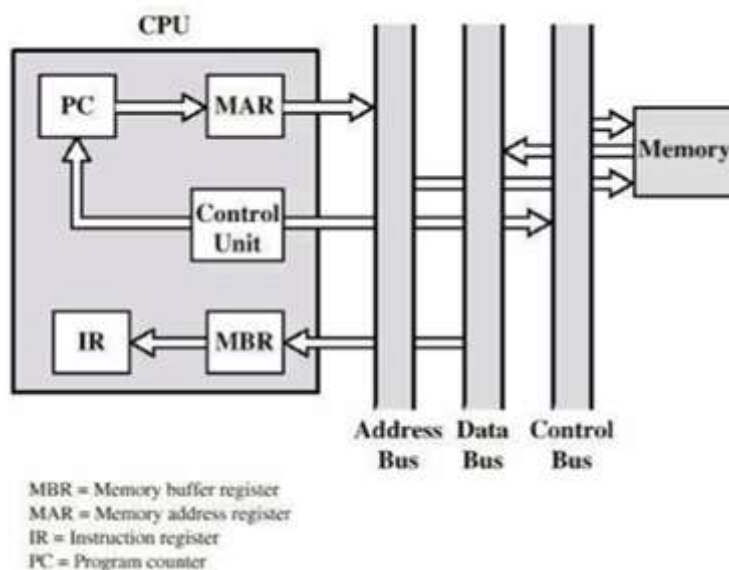 CPU
PC
MAR
Memory
Control
Unit
IR
MBR
Address
Bus
Data
Bus
Control
Bus
MBR = Memory buffer register
MAR = Memory address register
IR = Instruction register
PC = Program counter